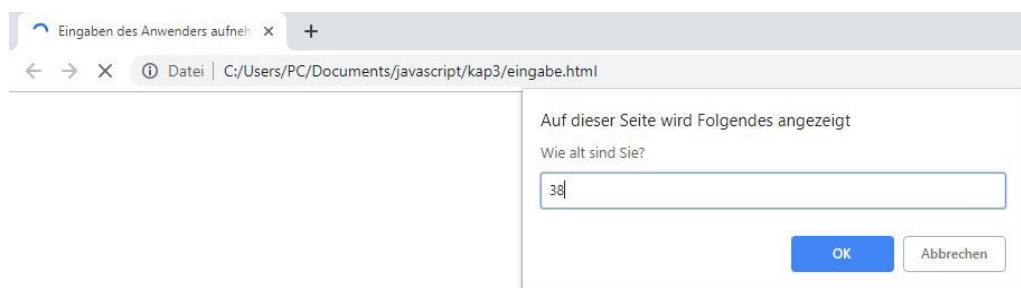 Eingaben des Anwenders aufneh
Datei | C:/Users/PC/Documents/javascript/kap3/eingabe.html
Auf dieser Seite wird Folgendes angezeigt
Wie alt sind Sie?
38
OK Abbrechen